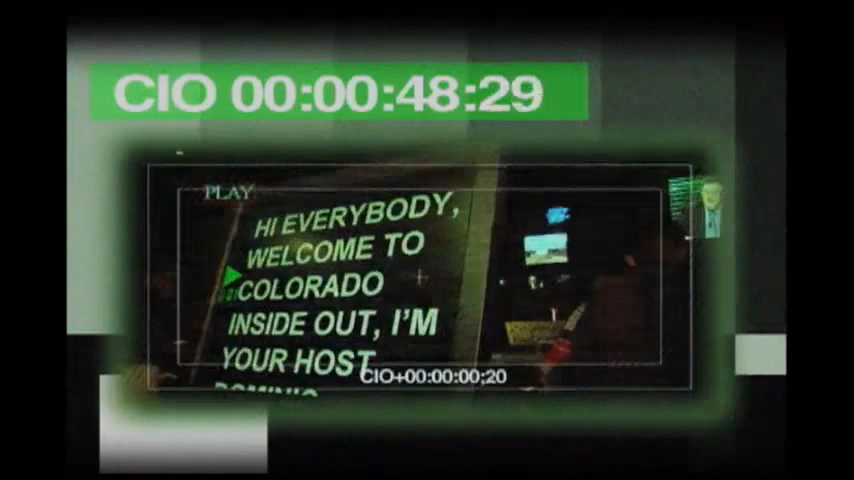 CIO 00:00:48:29
PLAY
HI EVERYBODY,
WELCOME TO
COLORADO
INSIDE OUT, I'M
YOUR HOST
CIO+00:00:00;20